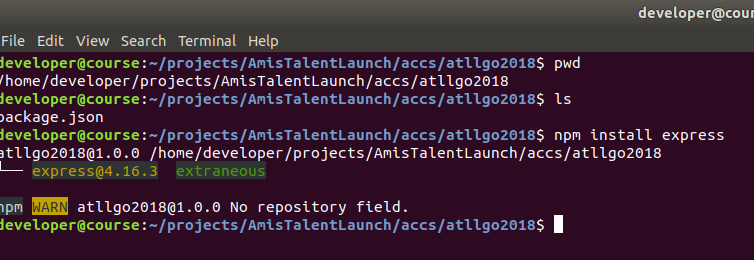 developer@cou
File Edit View Search Terminal Help
developer@course:~/projects/AmisTalentLaunch/accs/atllgo2018$ pwd
/home/developer/projects/AmisTalentLaunch/accs/atllgo2018
developer@course:~/projects/AmisTalentLaunch/accs/atllgo2018$ ls
package.json
developer@course:~/projects/AmisTalentLaunch/accs/atllgo2018$ npm install express
atllgo2018@1.0.0 /home/developer/projects/AmisTalentLaunch/accs/atllgo2018
└── express@4.16.3 extraneous
npm WARN atllgo2018@1.0.0 No repository field.
developer@course:~/projects/AmisTalentLaunch/accs/atllgo2018$